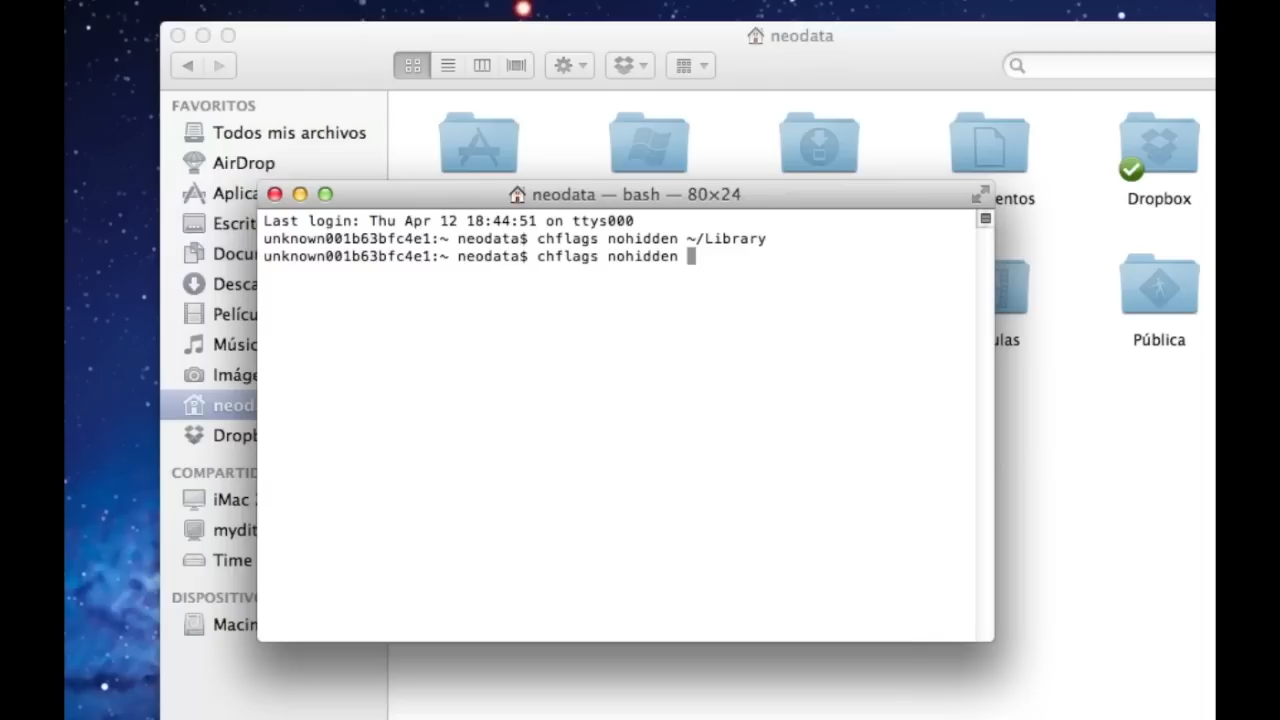 neodata
FAVORITOS
Todos mis archivos
AirDrop
Aplica
Escrit
Docu
Desca
Pelícu
Músic
Imáge
neod
Dropb
COMPARTID
iMac
mydit
Time
DISPOSITIV
Macin
entos
Dropbox
ulas
Pública
neodata — bash — 80×24
Last login: Thu Apr 12 18:44:51 on ttys000
unknown001b63bfc4e1:~ neodata$ chflags nohidden ~/Library
unknown001b63bfc4e1:~ neodata$ chflags nohidden